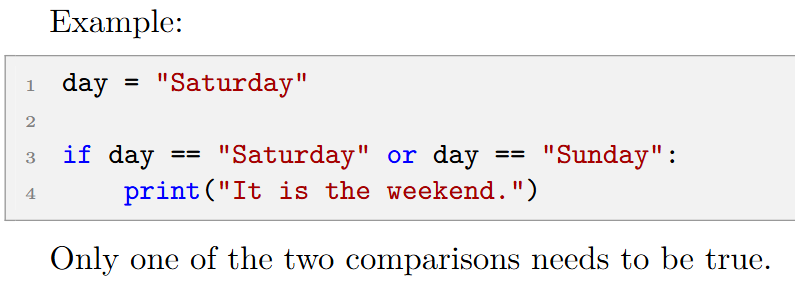 Example:
1 day = "Saturday"
2
3 if day == "Saturday" or day == "Sunday":
4     print("It is the weekend.")
Only one of the two comparisons needs to be true.